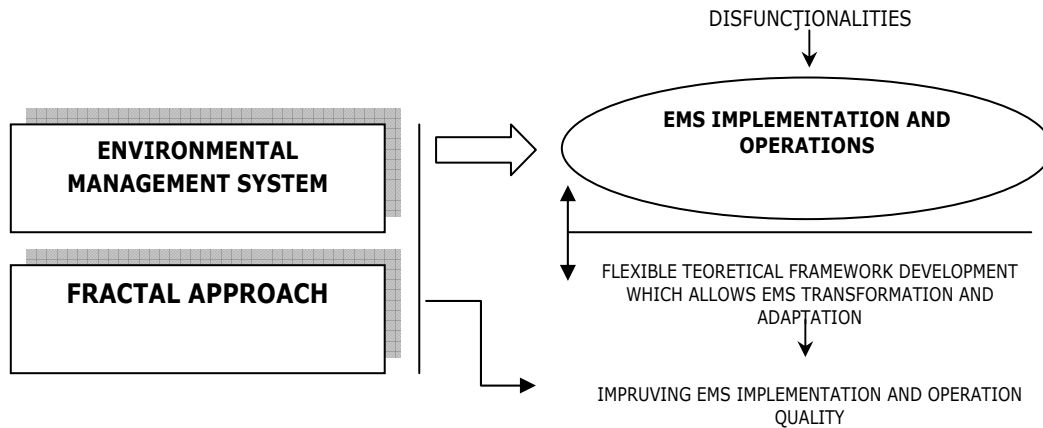 DISFUNCTIONALITIES
EMS IMPLEMENTATION AND
OPERATIONS
ENVIRONMENTAL
MANAGEMENT SYSTEM
FRACTAL APPROACH
FLEXIBLE TEORETICAL FRAMEWORK DEVELOPMENT
WHICH ALLOWS EMS TRANSFORMATION AND
ADAPTATION
IMPRUVING EMS IMPLEMENTATION AND OPERATION
QUALITY